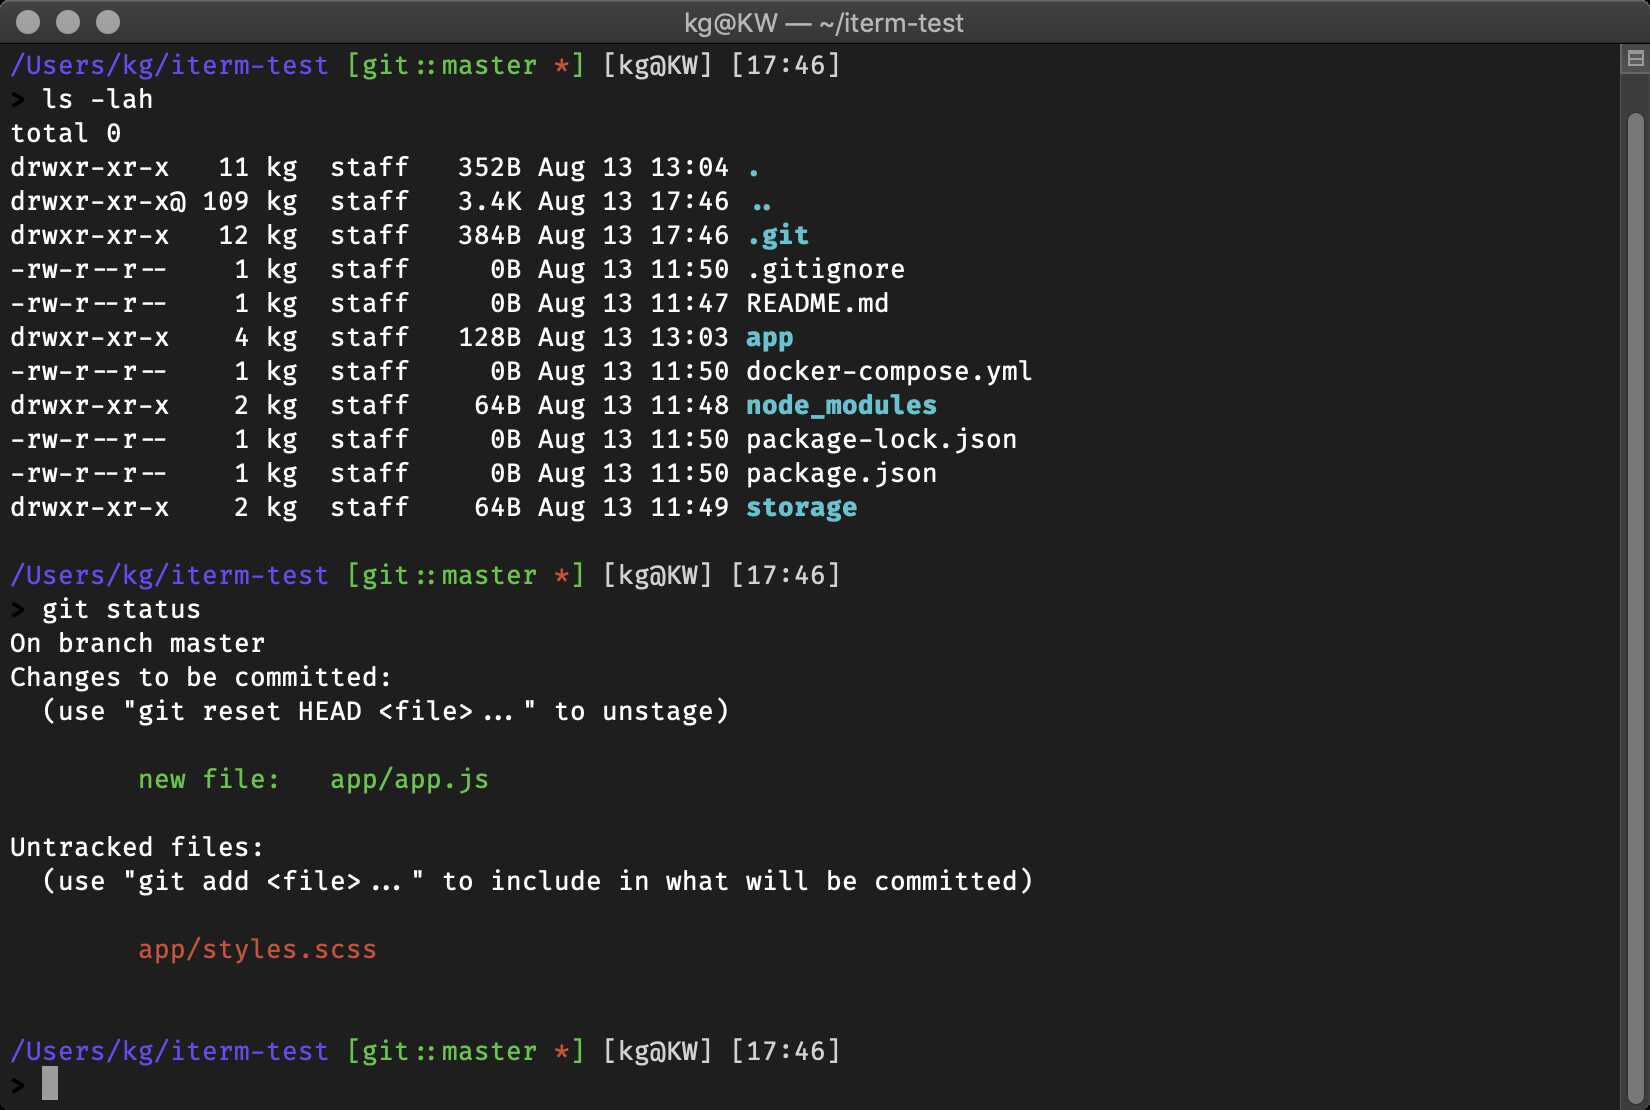 kg@KW — ~/iterm-test
/Users/kg/iterm-test [git::master *] [kg@KW] [17:46]
> ls -lah
total 0
drwxr-xr-x   11 kg  staff   352B Aug 13 13:04 .
drwxr-xr-x@ 109 kg  staff   3.4K Aug 13 17:46 ..
drwxr-xr-x   12 kg  staff   384B Aug 13 17:46 .git
-rw-r--r--    1 kg  staff     0B Aug 13 11:50 .gitignore
-rw-r--r--    1 kg  staff     0B Aug 13 11:47 README.md
drwxr-xr-x    4 kg  staff   128B Aug 13 13:03 app
-rw-r--r--    1 kg  staff     0B Aug 13 11:50 docker-compose.yml
drwxr-xr-x    2 kg  staff    64B Aug 13 11:48 node_modules
-rw-r--r--    1 kg  staff     0B Aug 13 11:50 package-lock.json
-rw-r--r--    1 kg  staff     0B Aug 13 11:50 package.json
drwxr-xr-x    2 kg  staff    64B Aug 13 11:49 storage
/Users/kg/iterm-test [git::master *] [kg@KW] [17:46]
> git status
On branch master
Changes to be committed:
  (use "git reset HEAD <file>..." to unstage)
        new file:   app/app.js
Untracked files:
  (use "git add <file>..." to include in what will be committed)
        app/styles.scss
/Users/kg/iterm-test [git::master *] [kg@KW] [17:46]
>